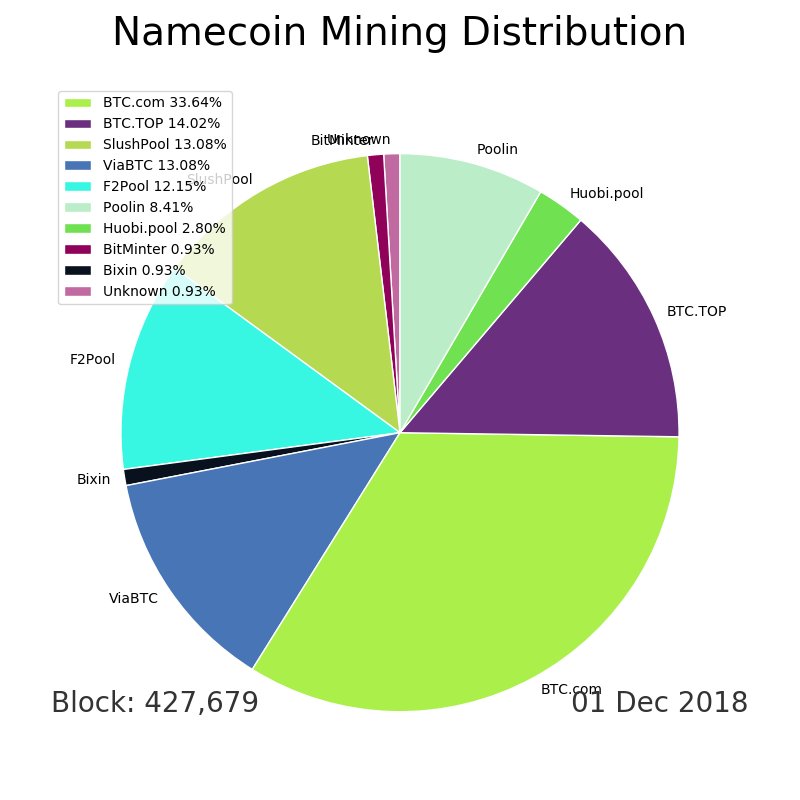 Namecoin Mining Distribution
BTC.com 33.64%
BTC.TOP 14.02%
SlushPool 13.08%
ViaBTC 13.08%
F2Pool 12.15%
Poolin 8.41%
Huobi.pool 2.80%
BitMinter 0.93%
Bixin 0.93%
Unknown 0.93%
BitMinter
Unknown
Poolin
SlushPool
Huobi.pool
BTC.TOP
F2Pool
Bixin
ViaBTC
BTC.com
Block: 427,679
01 Dec 2018